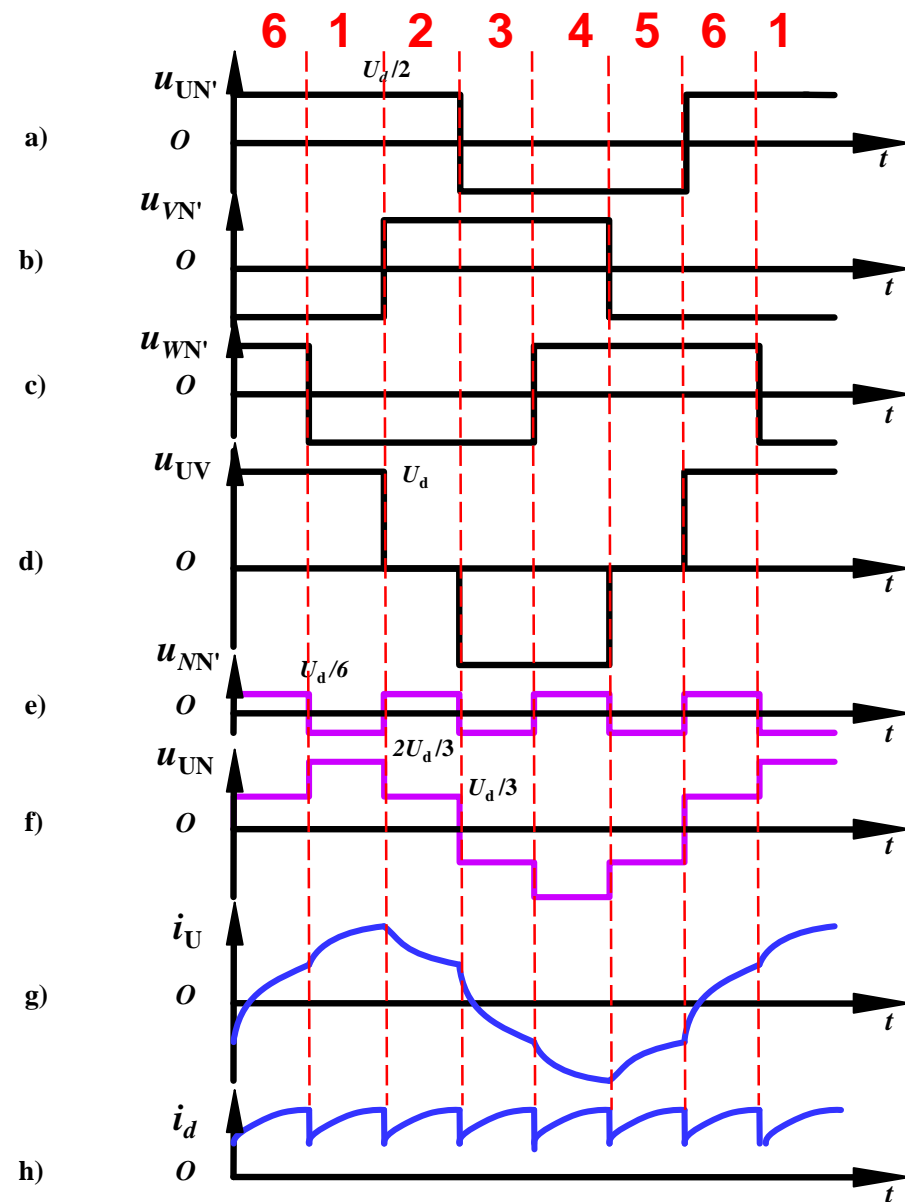 6 1 2 3 4 5 6 1
U_d/2
u_UN'
a) O t
u_VN'
b) O t
u_WN'
c) O t
u_UV
U_d
d) O t
u_NN'
U_d/6
e) O t
2U_d/3
u_UN
U_d/3
f) O t
i_U
g) O t
i_d
h) O t